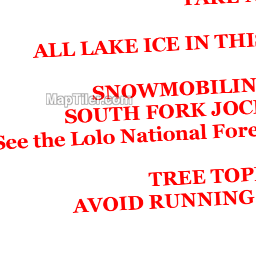 TAKE
ALL LAKE ICE IN THIS
SNOWMOBILIN
MapTiler.com
SOUTH FORK JOC
See the Lolo National Fore
TREE TOP
AVOID RUNNING